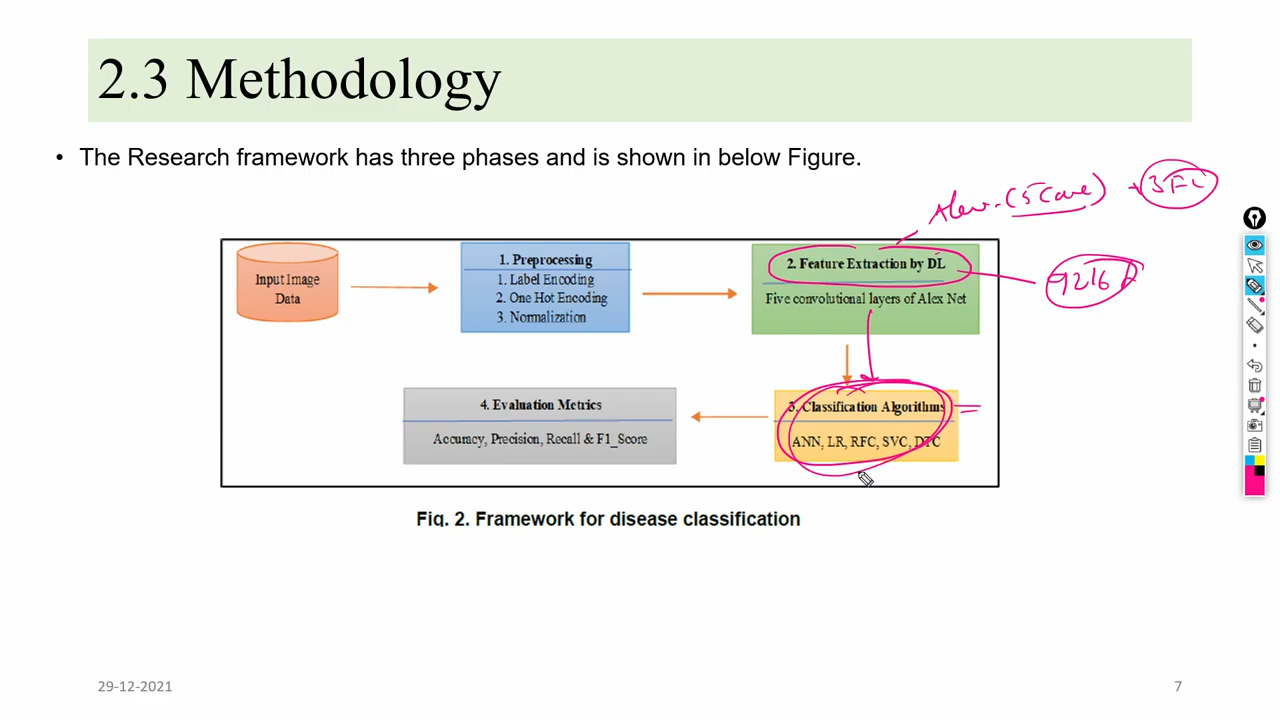 2.3 Methodology
• The Research framework has three phases and is shown in below Figure.
Alex-(5 Conv) + 3FC
Input Image
Data
1. Preprocessing
1. Label Encoding
2. One Hot Encoding
3. Normalization
2. Feature Extraction by DL
Five convolutional layers of Alex Net
9216
4. Evaluation Metrics
Accuracy, Precision, Recall & F1_Score
3. Classification Algorithms
ANN, LR, RFC, SVC, DTC
Fig. 2. Framework for disease classification
29-12-2021
7